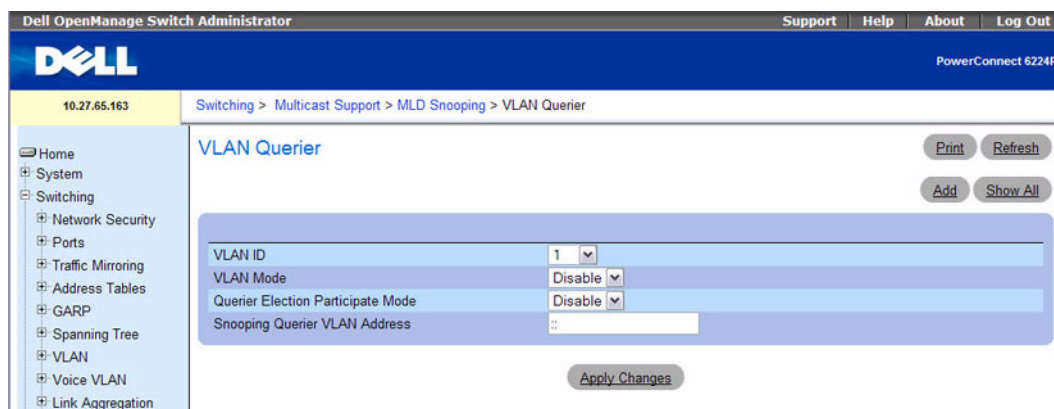 Dell OpenManage Switch Administrator
Support Help About Log Out
DELL
PowerConnect 6224
10.27.65.163
Switching > Multicast Support > MLD Snooping > VLAN Querier
Home
System
Switching
Network Security
Ports
Traffic Mirroring
Address Tables
GARP
Spanning Tree
VLAN
Voice VLAN
Link Aggregation
VLAN Querier
Print Refresh
Add Show All
VLAN ID 1
VLAN Mode Disable
Querier Election Participate Mode Disable
Snooping Querier VLAN Address ::
Apply Changes